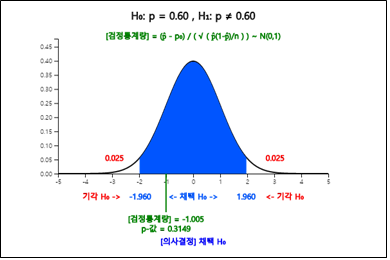 H₀: p = 0.60 , H₁: p ≠ 0.60
[검정통계량] = (p̂ - p₀) / ( √ ( p̂(1-p̂)/n ) ) ~ N(0,1)
0.45
0.40
0.35
0.30
0.25
0.20
0.15
0.10
0.05
0.00
0.025 0.025
-5 -4 -3 -2 -1 0 1 2 3 4 5
기각 H₀ -> -1.960 <- 채택 H₀ -> 1.960 <- 기각 H₀
[검정통계량] = -1.005
p-값 = 0.3149
[의사결정] 채택 H₀